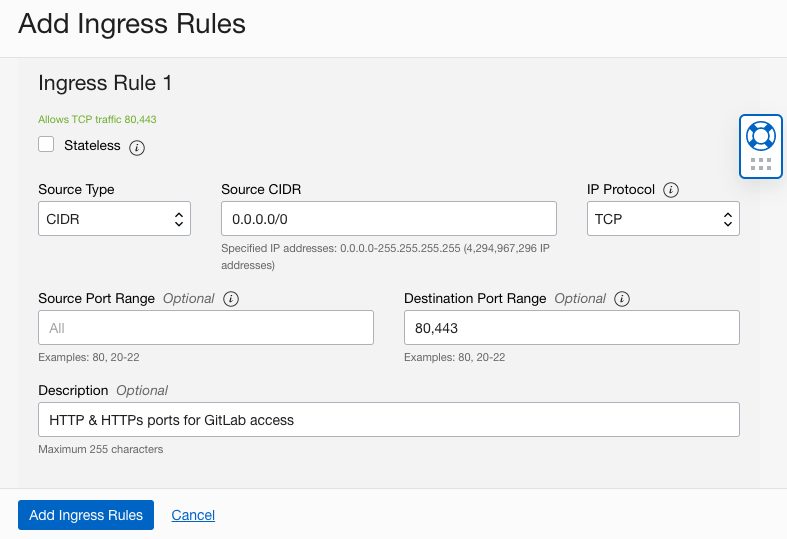 Add Ingress Rules
Ingress Rule 1
Allows TCP traffic 80,443
Stateless i
Source Type
Source CIDR
IP Protocol i
CIDR
0.0.0.0/0
TCP
Specified IP addresses: 0.0.0.0-255.255.255.255 (4,294,967,296 IP
addresses)
Source Port Range Optional i
Destination Port Range Optional i
All
80,443
Examples: 80, 20-22
Examples: 80, 20-22
Description Optional
HTTP & HTTPs ports for GitLab access
Maximum 255 characters
Add Ingress Rules
Cancel